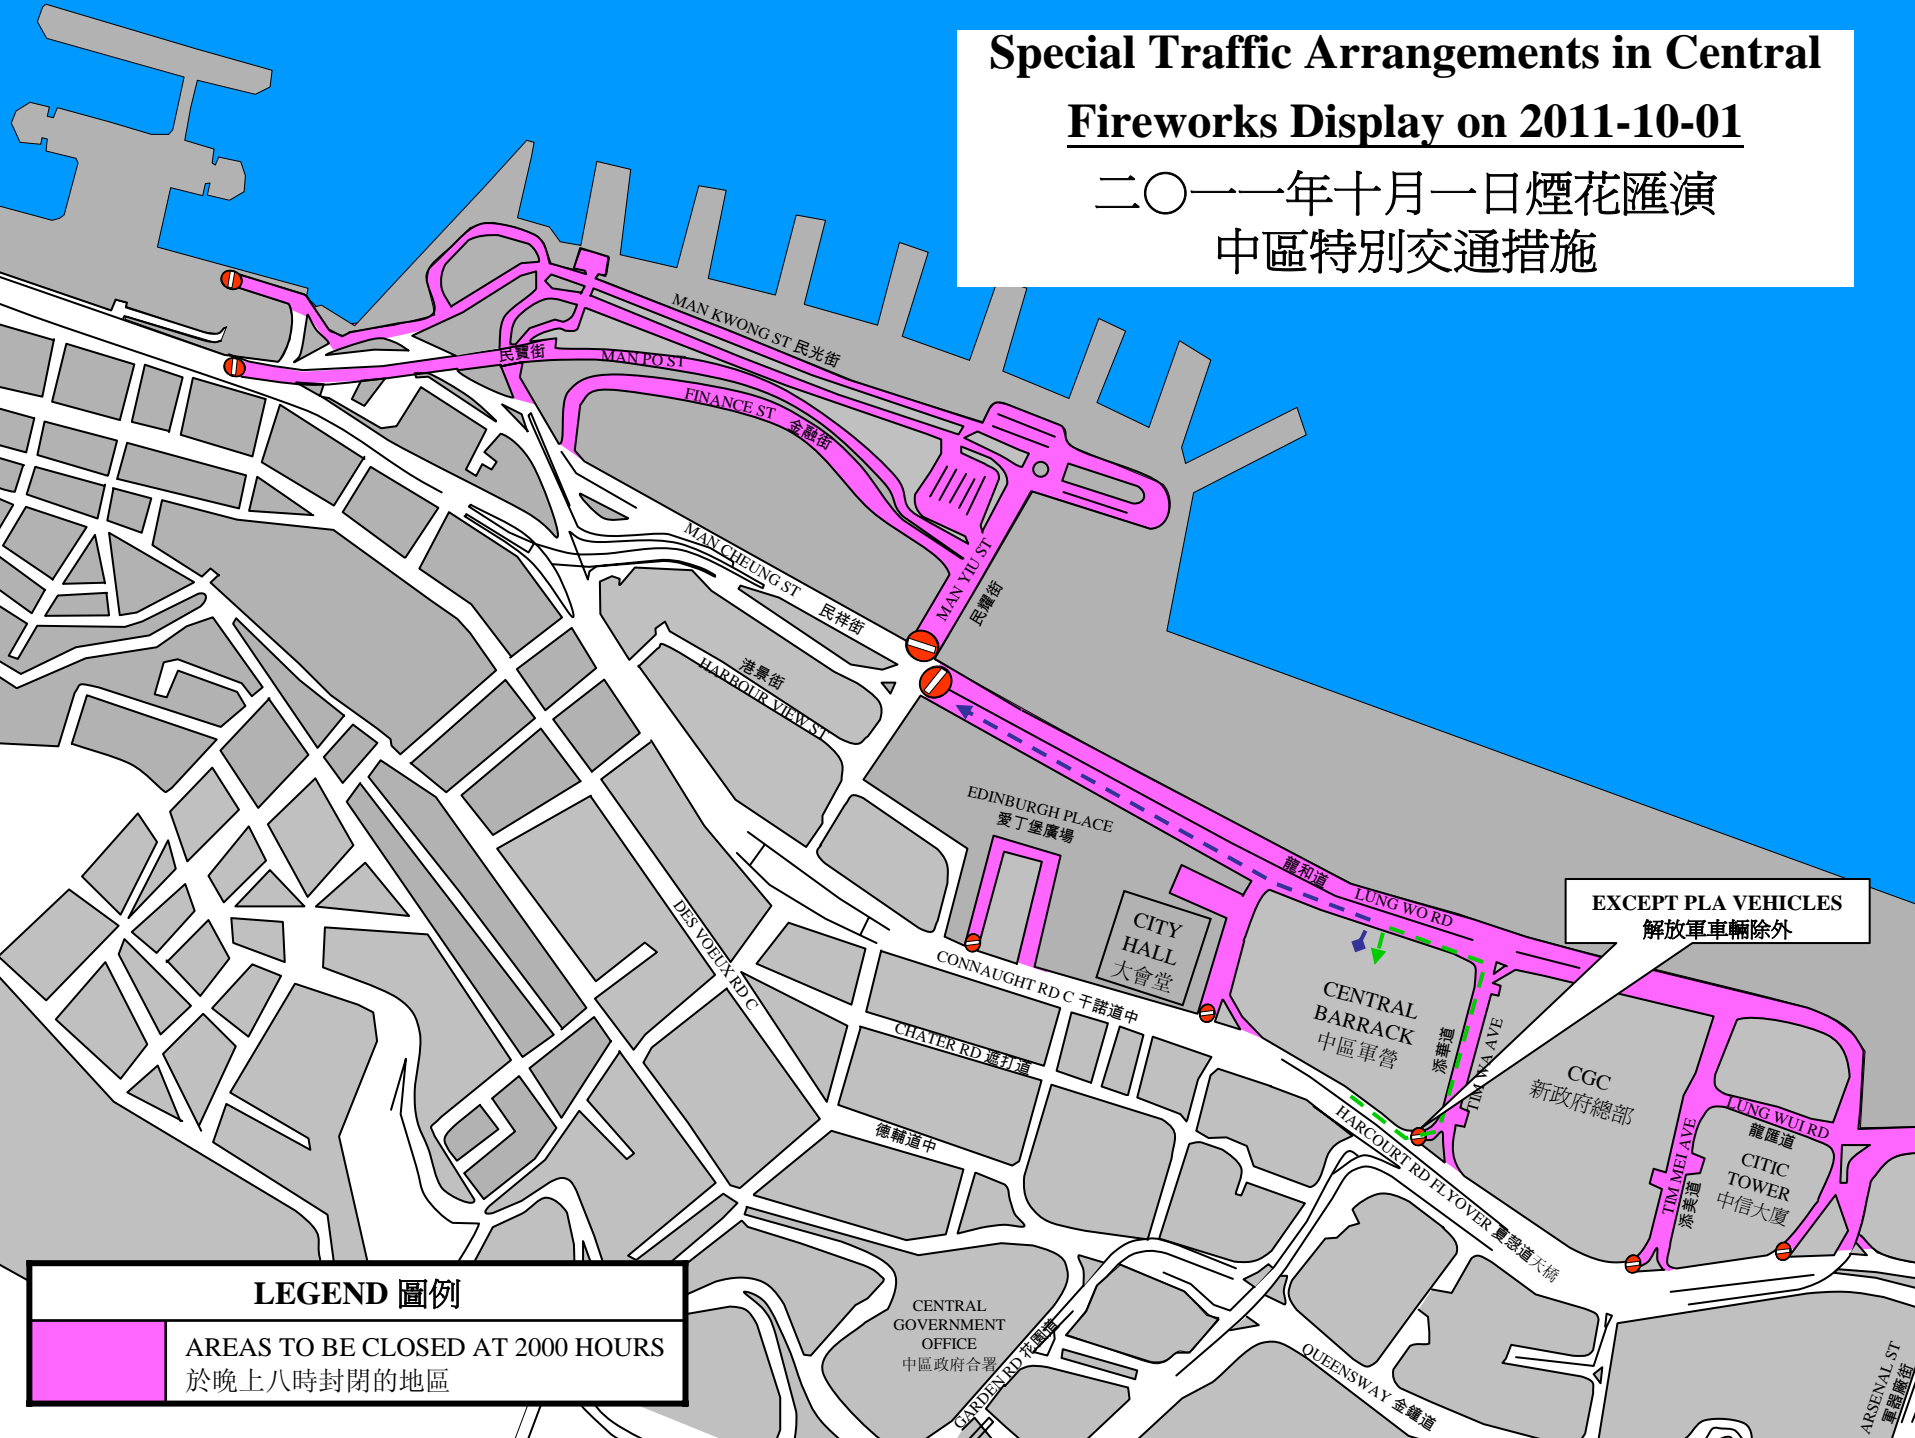 Special Traffic Arrangements in Central
Fireworks Display on 2011-10-01
二〇一一年十月一日煙花匯演
中區特別交通措施
MAN KWONG ST 民光街
民寶街
MAN PO ST
FINANCE ST
金融街
MAN CHEUNG ST
民祥街
MAN YIU ST
民耀街
港景街
HARBOUR VIEW ST
EDINBURGH PLACE
愛丁堡廣場
龍和道
LUNG WO RD
EXCEPT PLA VEHICLES
解放軍車輛除外
CITY
HALL
大會堂
DES VOEUX RD C
CONNAUGHT RD C 干諾道中
CENTRAL
BARRACK
中區軍營
CHATER RD 遮打道
添華道
TIM WA AVE
CGC
新政府總部
LUNG WUI RD
龍匯道
德輔道中
HARCOURT RD FLYOVER 夏慤道天橋
TIM MEI AVE
添美道
CITIC
TOWER
中信大廈
CENTRAL
GOVERNMENT
OFFICE
中區政府合署
GARDEN RD 花園道
QUEENSWAY 金鐘道
ARSENAL ST
軍器廠街
LEGEND 圖例
AREAS TO BE CLOSED AT 2000 HOURS
於晚上八時封閉的地區